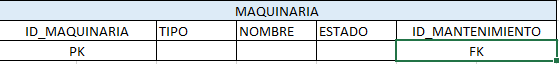 MAQUINARIA
ID_MAQUINARIA TIPO NOMBRE ESTADO ID_MANTENIMIENTO
PK FK